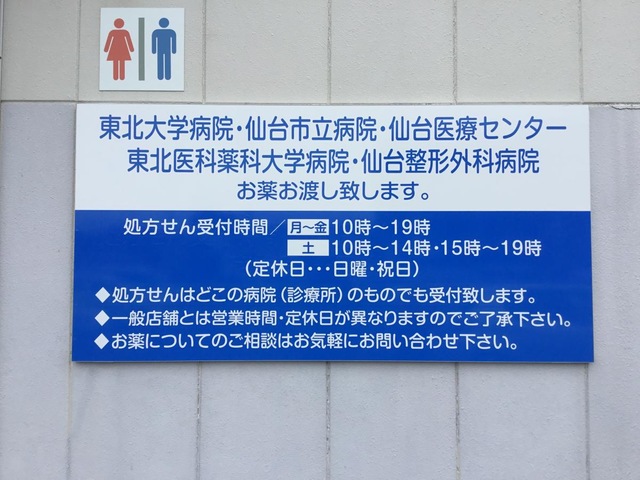 東北大学病院・仙台市立病院・仙台医療センター
東北医科薬科大学病院・仙台整形外科病院
お薬お渡し致します。
処方せん受付時間／月～金10時～19時
土 10時～14時・15時～19時
（定休日・・・日曜・祝日）
◆処方せんはどこの病院（診療所）のものでも受付致します。
◆一般店舗とは営業時間・定休日が異なりますのでご了承下さい。
◆お薬についてのご相談はお気軽にお問い合わせ下さい。